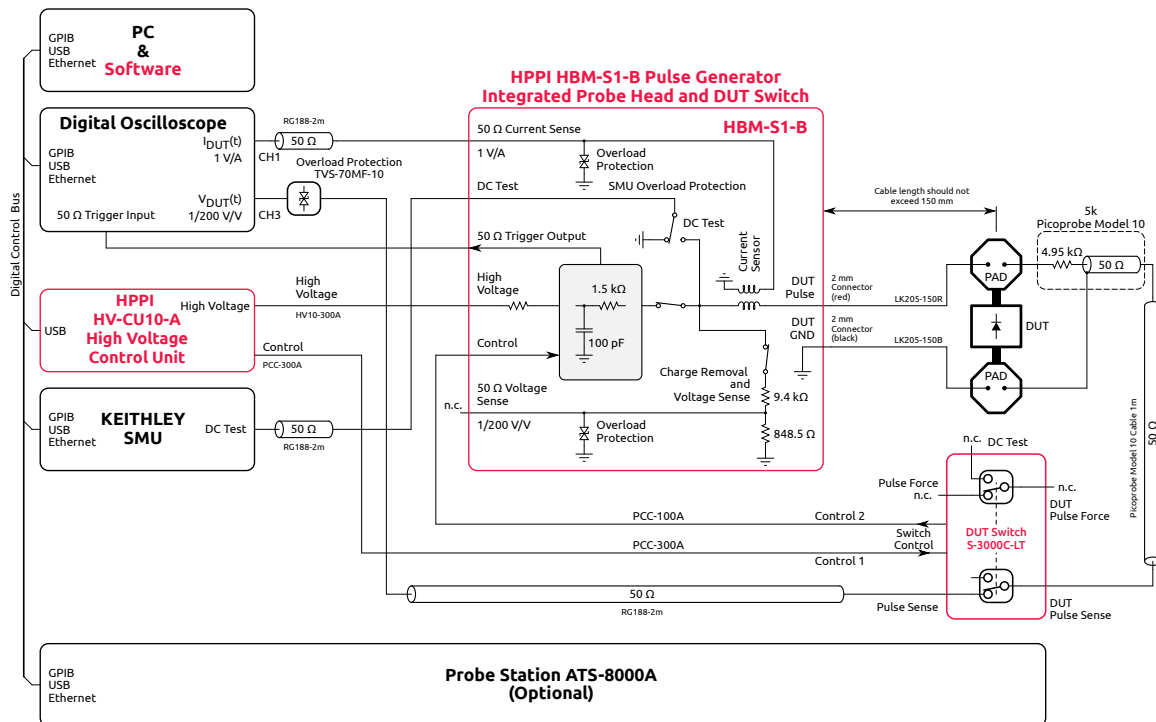 PC
&
Software
GPIB
USB
Ethernet
Digital Oscilloscope
GPIB
USB
Ethernet
I_DUT(t)
1 V/A
CH1
V_DUT(t)
1/200 V/V
CH3
50 Ω Trigger Input
RG188-2m
50 Ω
Overload Protection
TVS-70MF-10
Digital Control Bus
HPPI
HV-CU10-A
High Voltage
Control Unit
USB
High Voltage
Control
PCC-300A
High
Voltage
HV10-300A
KEITHLEY
SMU
GPIB
USB
Ethernet
DC Test
50 Ω
RG188-2m
HPPI HBM-S1-B Pulse Generator
Integrated Probe Head and DUT Switch
HBM-S1-B
50 Ω Current Sense
1 V/A
Overload
Protection
DC Test
SMU Overload Protection
DC Test
50 Ω Trigger Output
High
Voltage
1.5 kΩ
100 pF
Current
Sensor
DUT
Pulse
DUT
GND
Control
Charge Removal
and
Voltage Sense
9.4 kΩ
848.5 Ω
50 Ω Voltage
Sense
n.c.
1/200 V/V
Overload
Protection
Cable length should not
exceed 150 mm
2 mm
Connector
(red)
LK205-150R
2 mm
Connector
(black)
LK205-150B
5k
Picoprobe Model 10
4.95 kΩ
50 Ω
PAD
DUT
PAD
Picoprobe Model 10 Cable 1m
50 Ω
n.c.
DC Test
Pulse Force
n.c.
n.c.
DUT
Pulse Force
DUT Switch
S-3000C-LT
PCC-100A
Control 2
Switch
Control
PCC-300A
Control 1
50 Ω
RG188-2m
Pulse Sense
DUT
Pulse Sense
Probe Station ATS-8000A
(Optional)
GPIB
USB
Ethernet